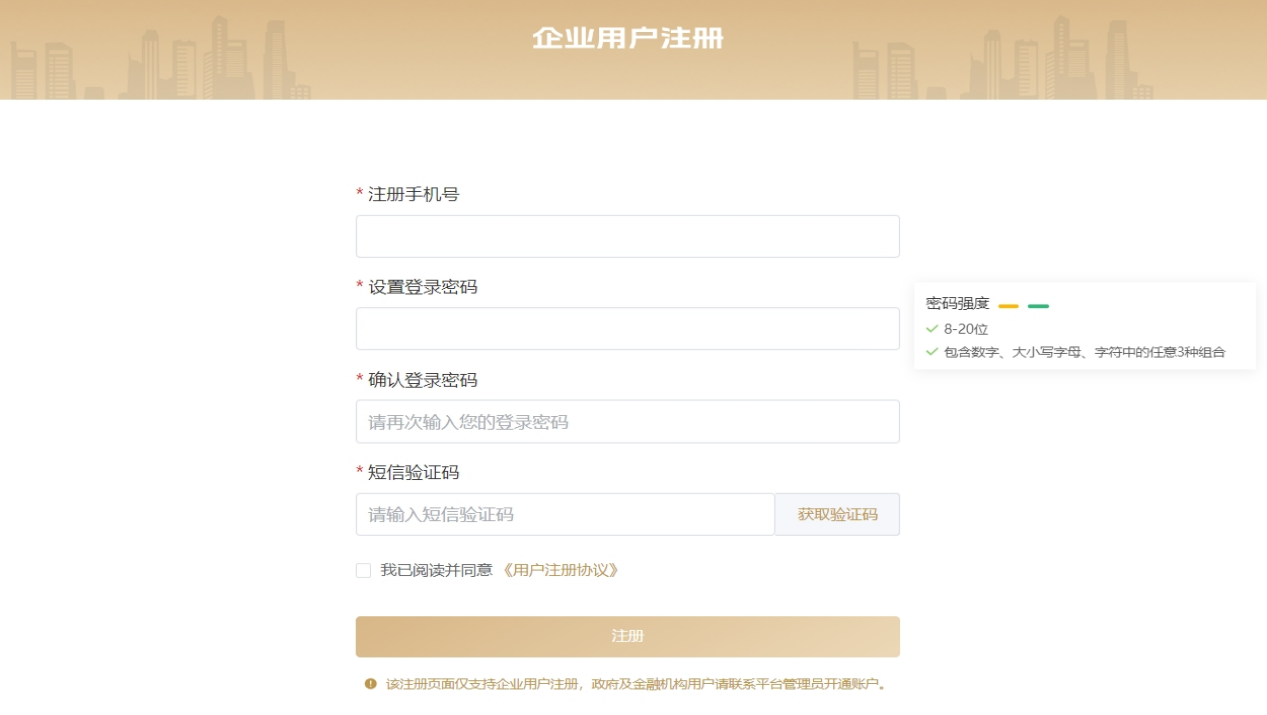 企业用户注册
* 注册手机号
* 设置登录密码
密码强度
8-20位
包含数字、大小写字母、字符中的任意3种组合
* 确认登录密码
请再次输入您的登录密码
* 短信验证码
请输入短信验证码
获取验证码
我已阅读并同意 《用户注册协议》
注册
该注册页面仅支持企业用户注册，政府及金融机构用户请联系平台管理员开通账户。